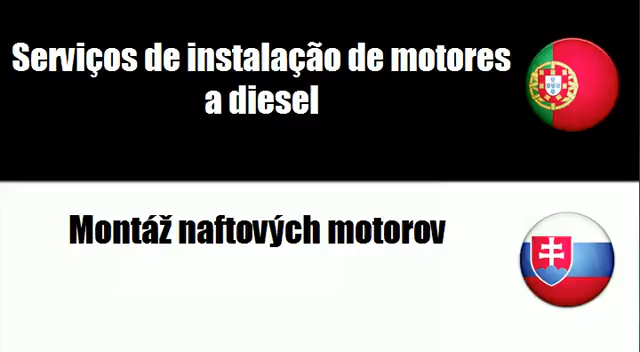 Serviços de instalação de motores
a diesel
Montáž naftových motorov